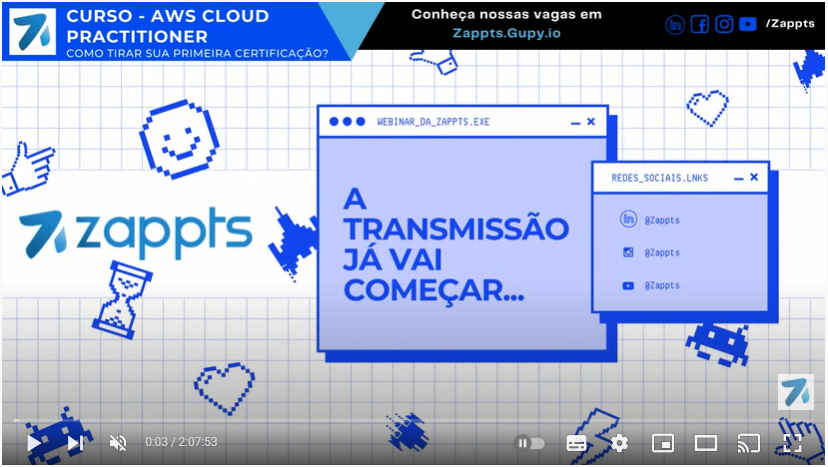 CURSO - AWS CLOUD
PRACTITIONER
COMO TIRAR SUA PRIMEIRA CERTIFICAÇÃO?
Conheça nossas vagas em
Zappts.Gupy.io
/Zappts
WEBINAR_DA_ZAPPTS.EXE
A
TRANSMISSÃO
JÁ VAI
COMEÇAR...
REDES_SOCIAIS.LNKS
@Zappts
@Zappts
@Zappts
zappts
0:03 / 2:07:53